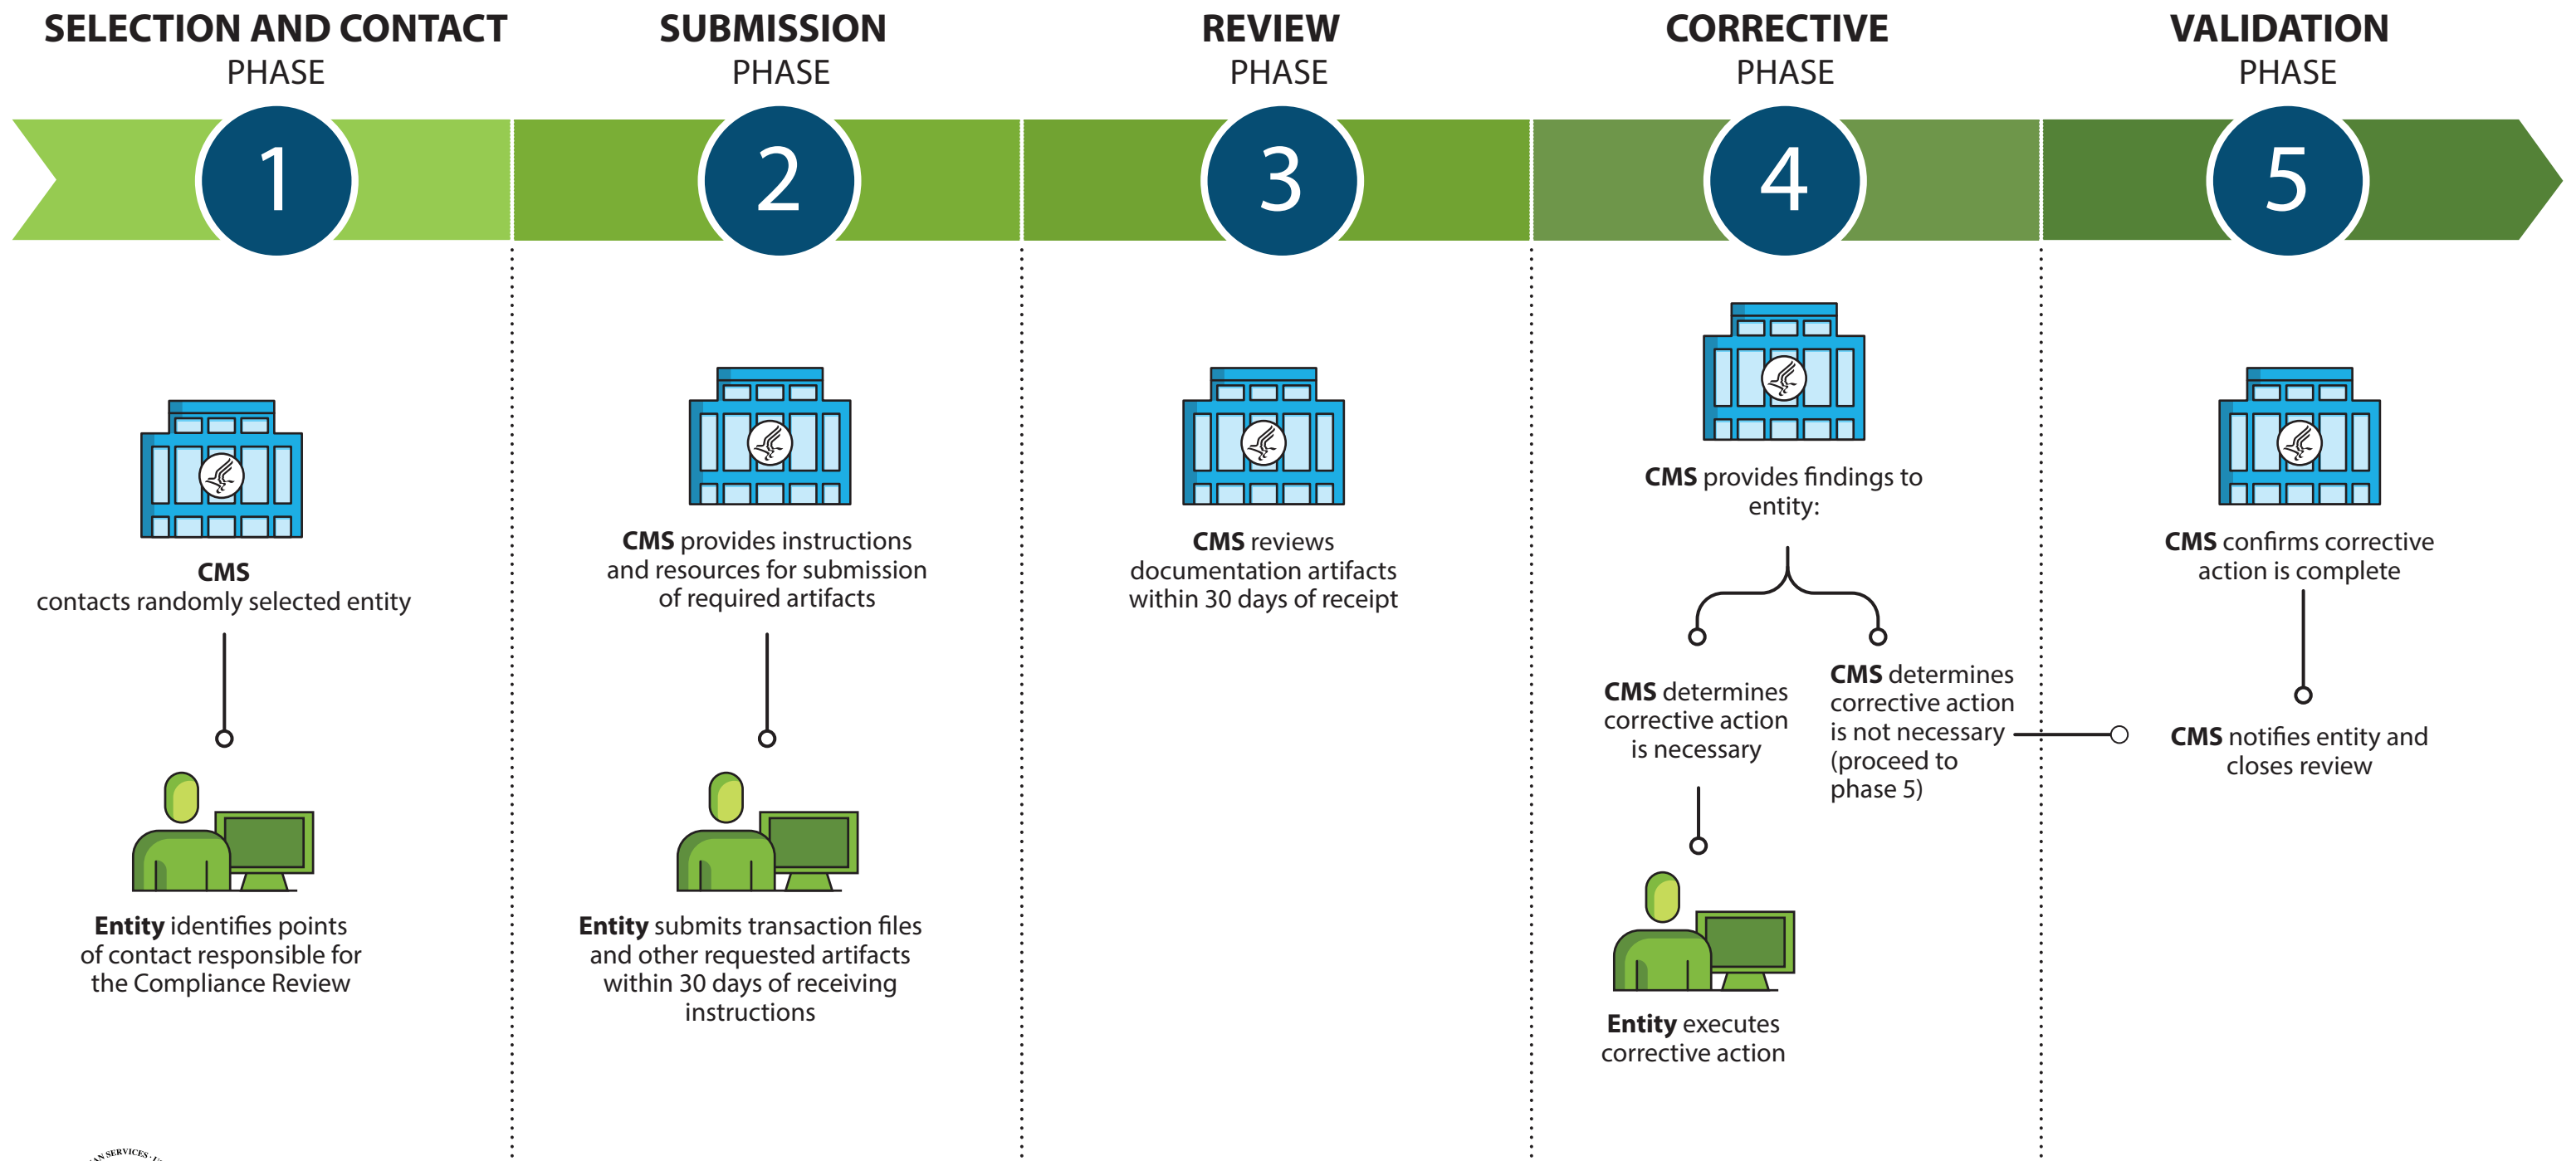 SELECTION AND CONTACT
PHASE
SUBMISSION
PHASE
REVIEW
PHASE
CORRECTIVE
PHASE
VALIDATION
PHASE
1
2
3
4
5
CMS
contacts randomly selected entity
Entity identifies points
of contact responsible for
the Compliance Review
CMS provides instructions
and resources for submission
of required artifacts
Entity submits transaction files
and other requested artifacts
within 30 days of receiving
instructions
CMS reviews
documentation artifacts
within 30 days of receipt
CMS provides findings to
entity:
CMS determines
corrective action
is necessary
Entity executes
corrective action
CMS determines
corrective action
is not necessary
(proceed to
phase 5)
CMS confirms corrective
action is complete
CMS notifies entity and
closes review
SERVICES